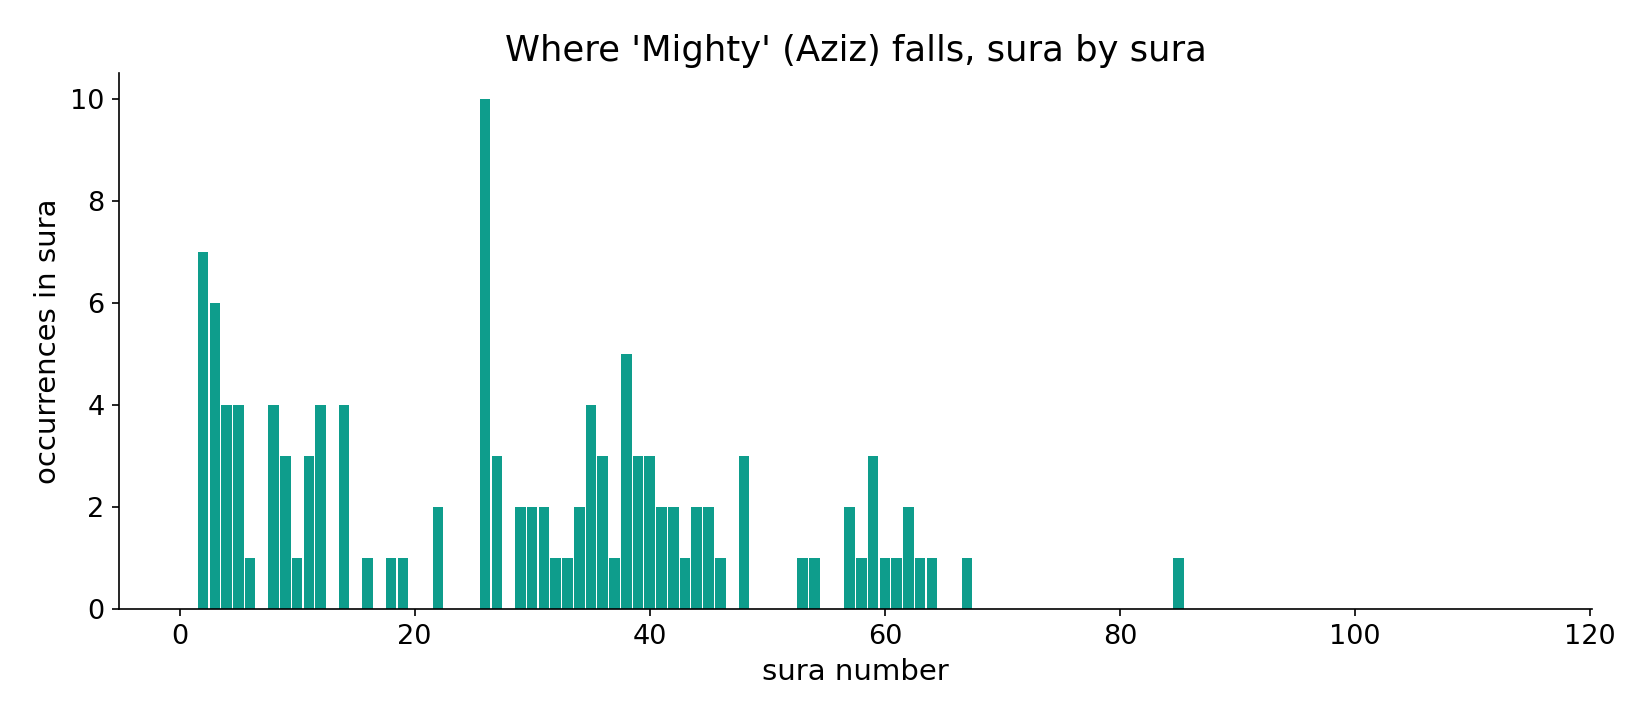 Where 'Mighty' (Aziz) falls, sura by sura
occurrences in sura
10
8
6
4
2
0
0 20 40 60 80 100 120
sura number